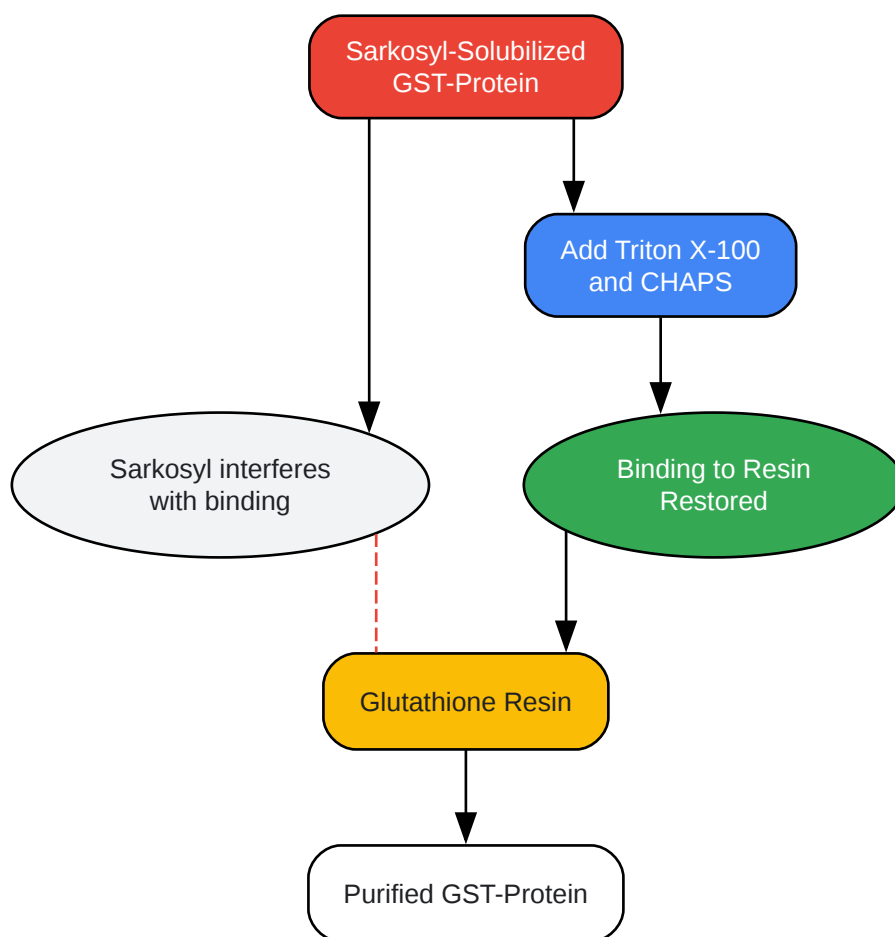 Sarkosyl-Solubilized
GST-Protein
Add Triton X-100
and CHAPS
Sarkosyl interferes
with binding
Binding to Resin
Restored
Glutathione Resin
Purified GST-Protein